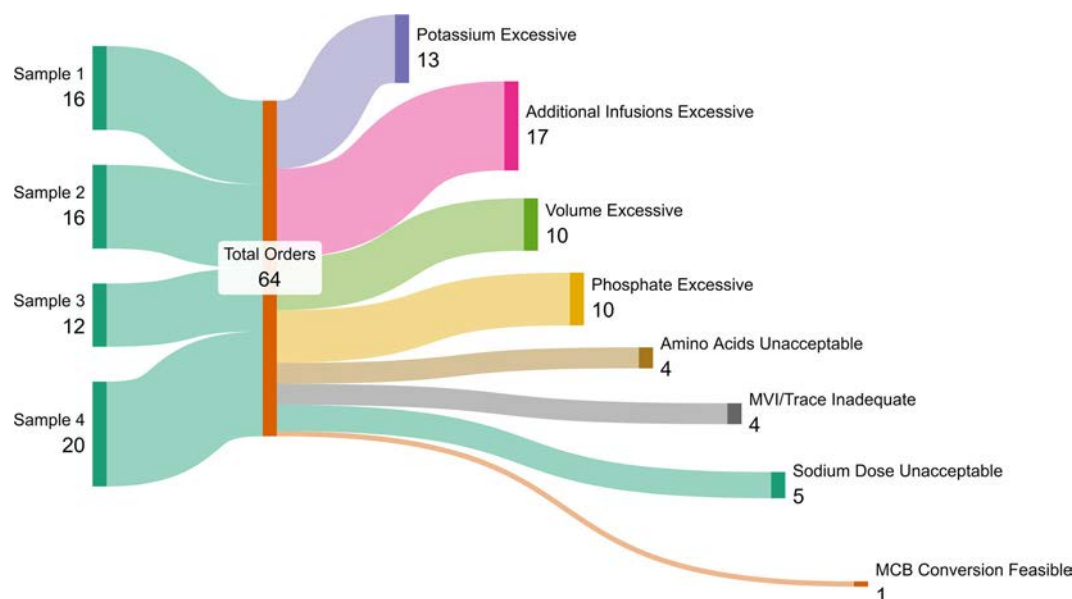 Sample 1
16
Sample 2
16
Sample 3
12
Sample 4
20
Total Orders
64
Potassium Excessive
13
Additional Infusions Excessive
17
Volume Excessive
10
Phosphate Excessive
10
Amino Acids Unacceptable
4
MVI/Trace Inadequate
4
Sodium Dose Unacceptable
5
MCB Conversion Feasible
1